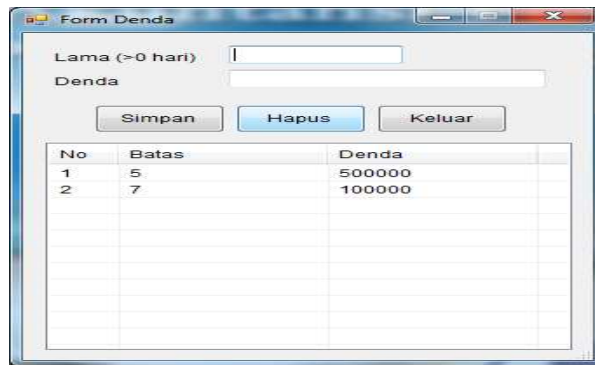 Form Denda
Lama (>0 hari)
Denda
Simpan Hapus Keluar
No Batas Denda
1 5 500000
2 7 100000